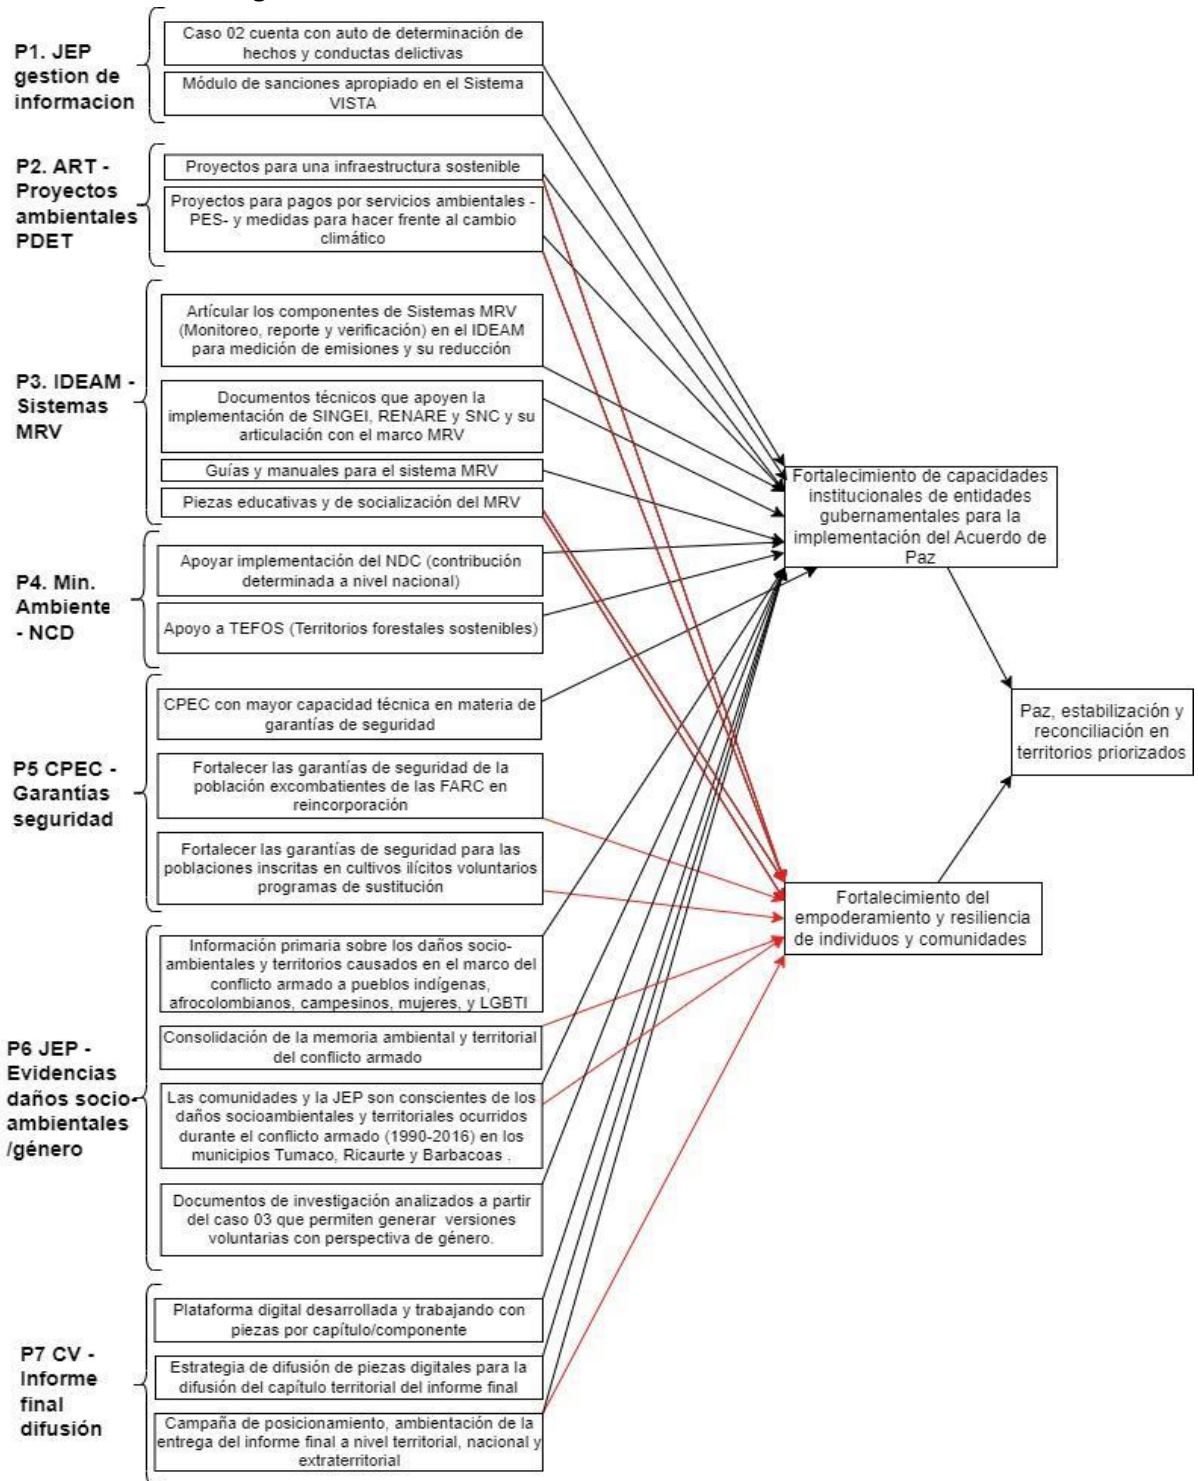 P1. JEP
gestion de
informacion
Caso 02 cuenta con auto de determinación de
hechos y conductas delictivas
Módulo de sanciones apropiado en el Sistema
VISTA
P2. ART -
Proyectos
ambientales
PDET
Proyectos para una infraestructura sostenible
Proyectos para pagos por servicios ambientales -
PES- y medidas para hacer frente al cambio
climático
P3. IDEAM -
Sistemas
MRV
Artícular los componentes de Sistemas MRV
(Monitoreo, reporte y verificación) en el IDEAM
para medición de emisiones y su reducción
Documentos técnicos que apoyen la
implementación de SINGEI, RENARE y SNC y su
articulación con el marco MRV
Guías y manuales para el sistema MRV
Piezas educativas y de socialización del MRV
P4. Min.
Ambiente
- NCD
Apoyar implementación del NDC (contribución
determinada a nivel nacional)
Apoyo a TEFOS (Territorios forestales sostenibles)
P5 CPEC -
Garantías
seguridad
CPEC con mayor capacidad técnica en materia de
garantías de seguridad
Fortalecer las garantías de seguridad de la
población excombatientes de las FARC en
reincorporación
Fortalecer las garantías de seguridad para las
poblaciones inscritas en cultivos ilícitos voluntarios
programas de sustitución
P6 JEP -
Evidencias
daños socio-
ambientales
/género
Información primaria sobre los daños socio-
ambientales y territorios causados en el marco del
conflicto armado a pueblos indígenas,
afrocolombianos, campesinos, mujeres, y LGBTI
Consolidación de la memoria ambiental y territorial
del conflicto armado
Las comunidades y la JEP son conscientes de los
daños socioambientales y territoriales ocurridos
durante el conflicto armado (1990-2016) en los
municipios Tumaco, Ricaurte y Barbacoas .
Documentos de investigación analizados a partir
del caso 03 que permiten generar versiones
voluntarias con perspectiva de género.
P7 CV -
Informe
final
difusión
Plataforma digital desarrollada y trabajando con
piezas por capítulo/componente
Estrategia de difusión de piezas digitales para la
difusión del capítulo territorial del informe final
Campaña de posicionamiento, ambientación de la
entrega del informe final a nivel territorial, nacional y
extraterritorial
Fortalecimiento de capacidades
institucionales de entidades
gubernamentales para la
implementación del Acuerdo de
Paz
Fortalecimiento del
empoderamiento y resiliencia
de individuos y comunidades
Paz, estabilización y
reconciliación en
territorios priorizados